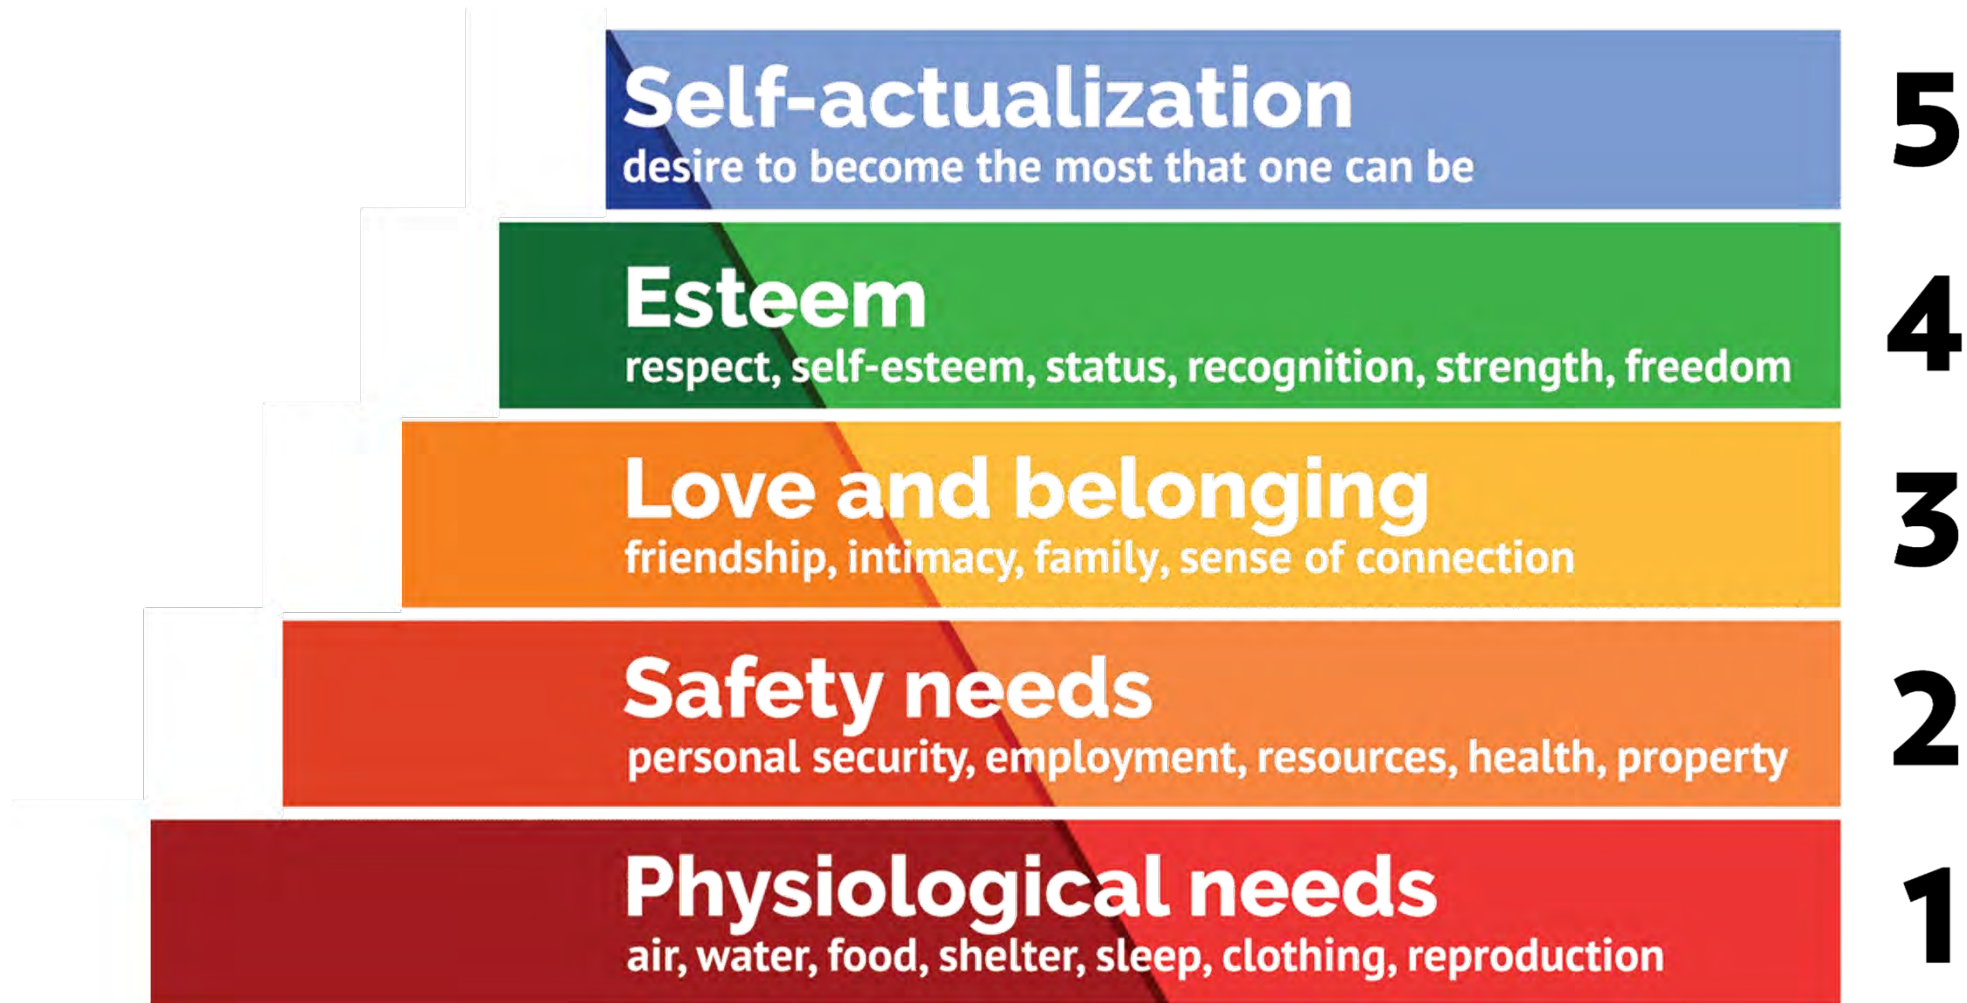 Self-actualization
desire to become the most that one can be
5
Esteem
respect, self-esteem, status, recognition, strength, freedom
4
Love and belonging
friendship, intimacy, family, sense of connection
3
Safety needs
personal security, employment, resources, health, property
2
Physiological needs
air, water, food, shelter, sleep, clothing, reproduction
1